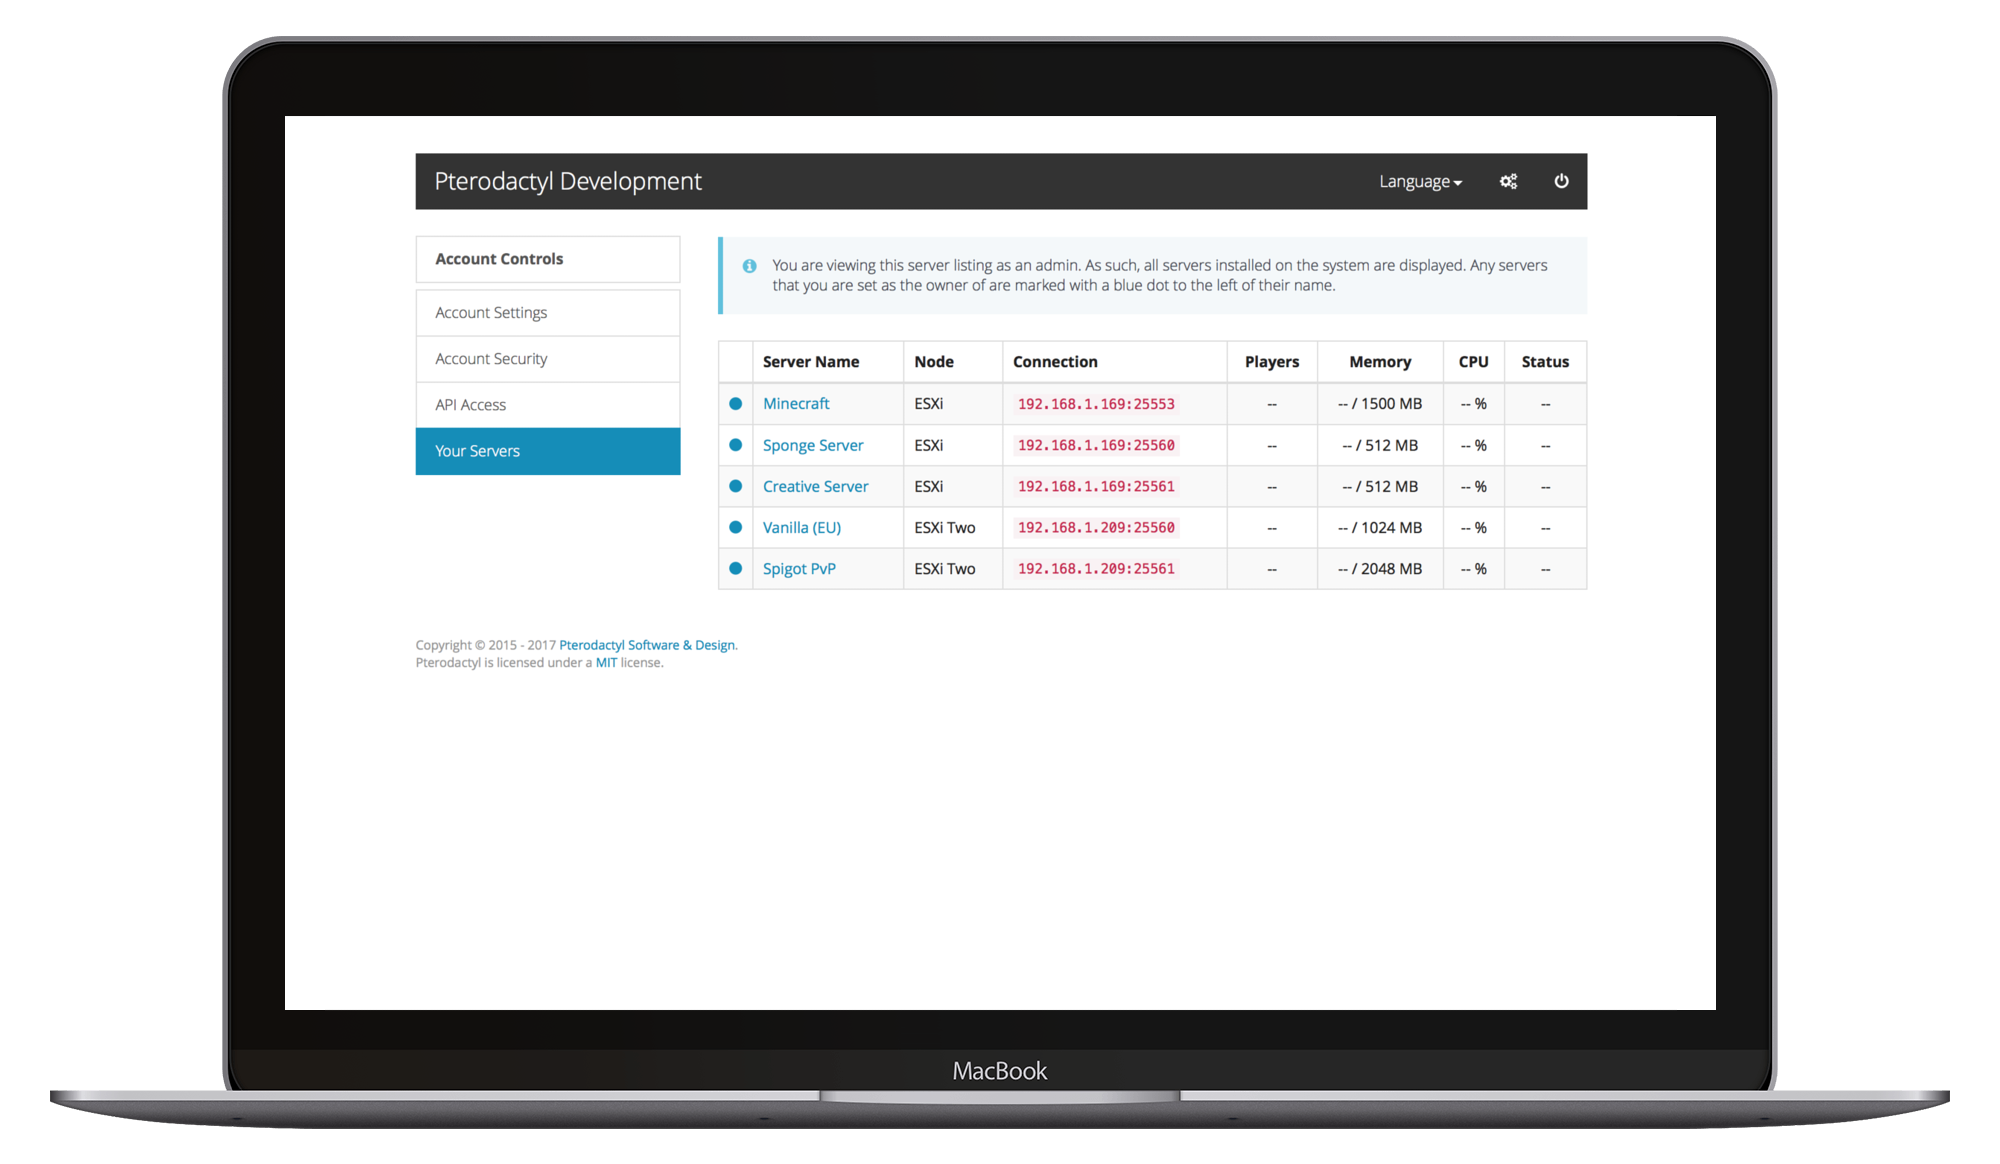 Pterodactyl Development
Language
Account Controls
Account Settings
Account Security
API Access
Your Servers
You are viewing this server listing as an admin. As such, all servers installed on the system are displayed. Any servers
that you are set as the owner of are marked with a blue dot to the left of their name.
Server Name Node Connection Players Memory CPU Status
Minecraft ESXi 192.168.1.169:25553 -- -- / 1500 MB -- % --
Sponge Server ESXi 192.168.1.169:25560 -- -- / 512 MB -- % --
Creative Server ESXi 192.168.1.169:25561 -- -- / 512 MB -- % --
Vanilla (EU) ESXi Two 192.168.1.209:25560 -- -- / 1024 MB -- % --
Spigot PvP ESXi Two 192.168.1.209:25561 -- -- / 2048 MB -- % --
Copyright © 2015 - 2017 Pterodactyl Software & Design.
Pterodactyl is licensed under a MIT license.
MacBook